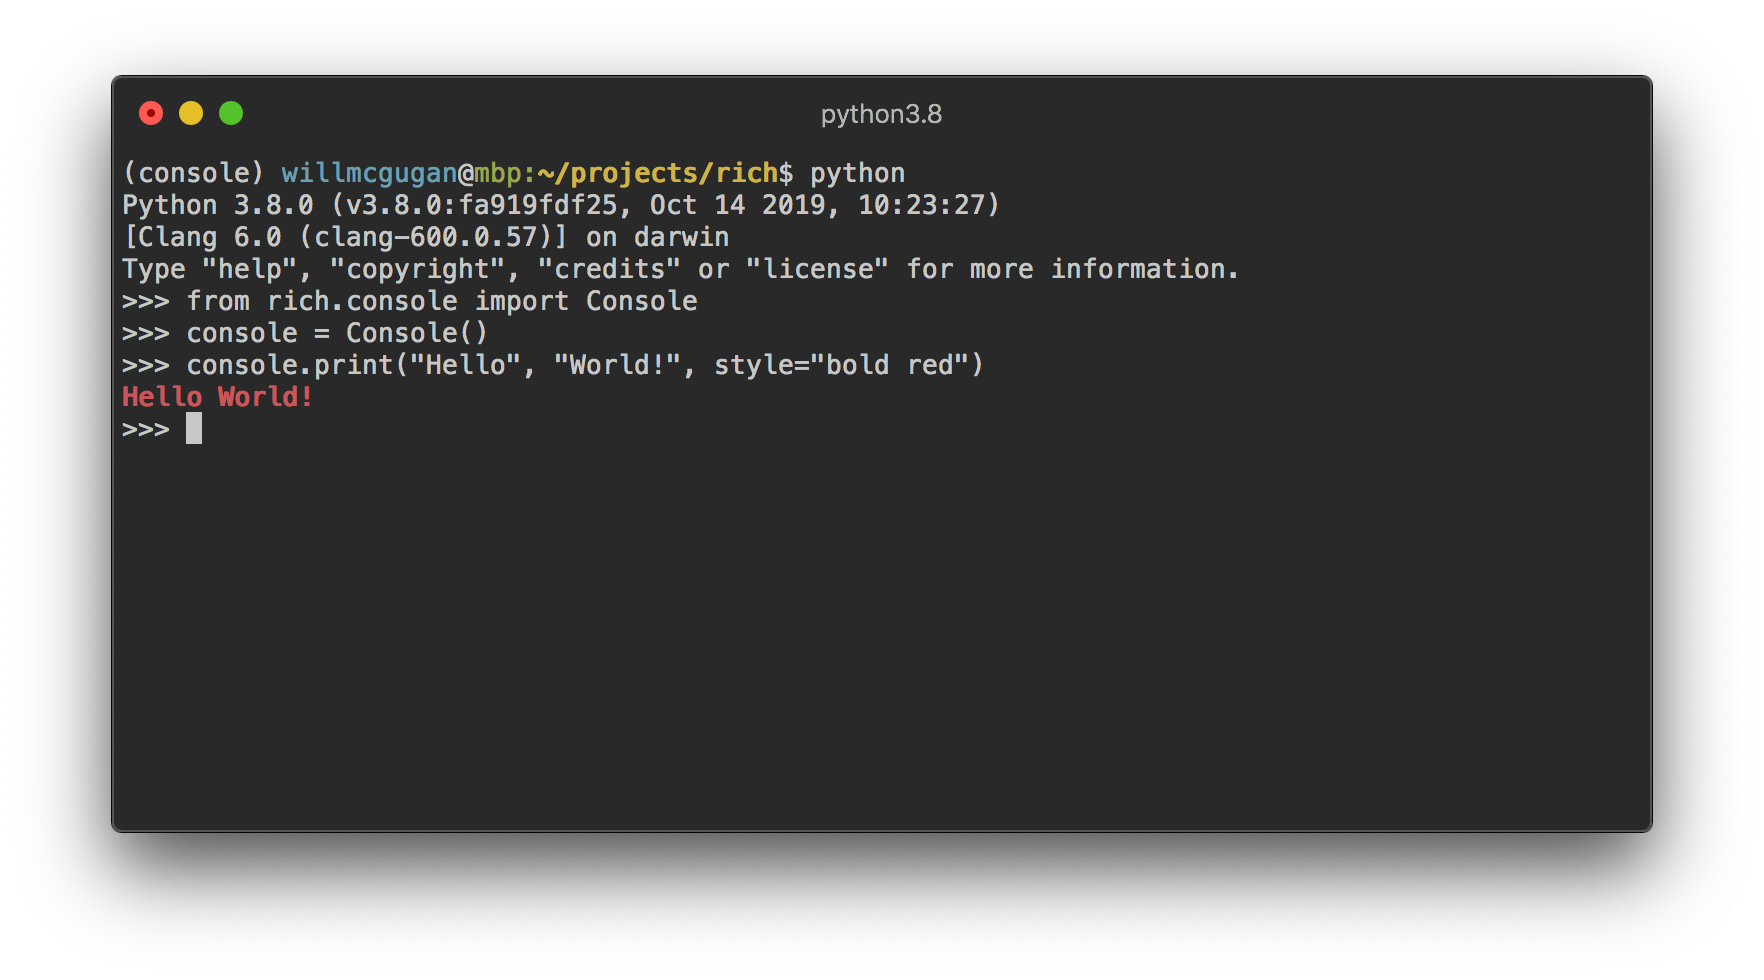 python3.8
(console) willmcgugan@mbp:~/projects/rich$ python
Python 3.8.0 (v3.8.0:fa919fdf25, Oct 14 2019, 10:23:27)
[Clang 6.0 (clang-600.0.57)] on darwin
Type "help", "copyright", "credits" or "license" for more information.
>>> from rich.console import Console
>>> console = Console()
>>> console.print("Hello", "World!", style="bold red")
Hello World!
>>>